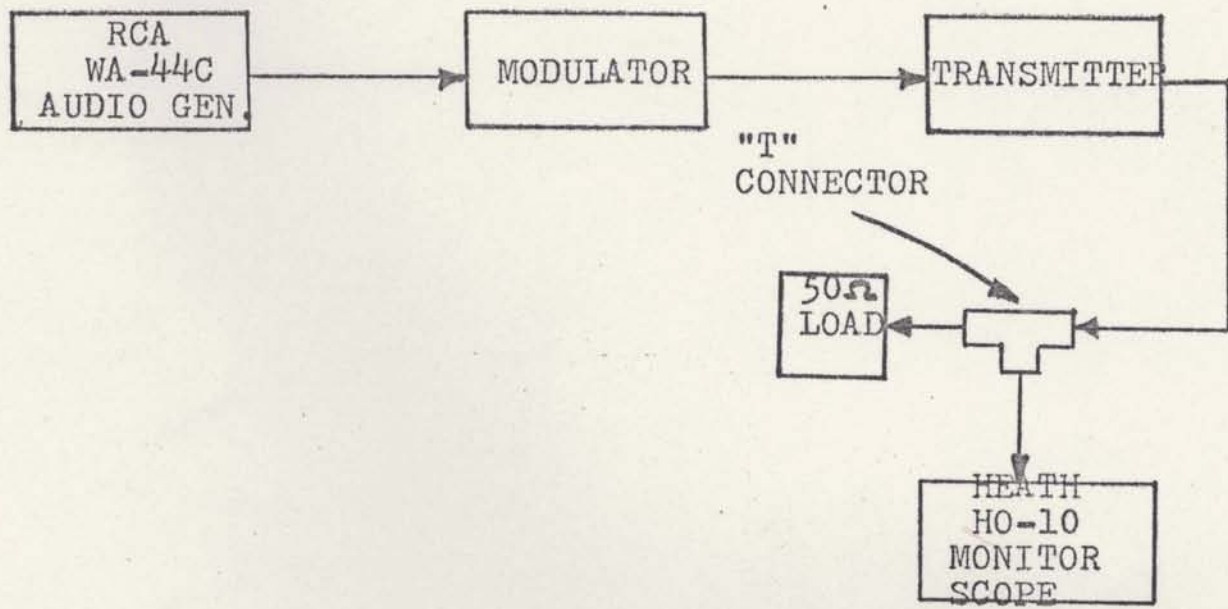 RCA
WA-44C
AUDIO GEN.
MODULATOR
TRANSMITTER
"T"
CONNECTOR
50Ω
LOAD
HEATH
HO-10
MONITOR
SCOPE